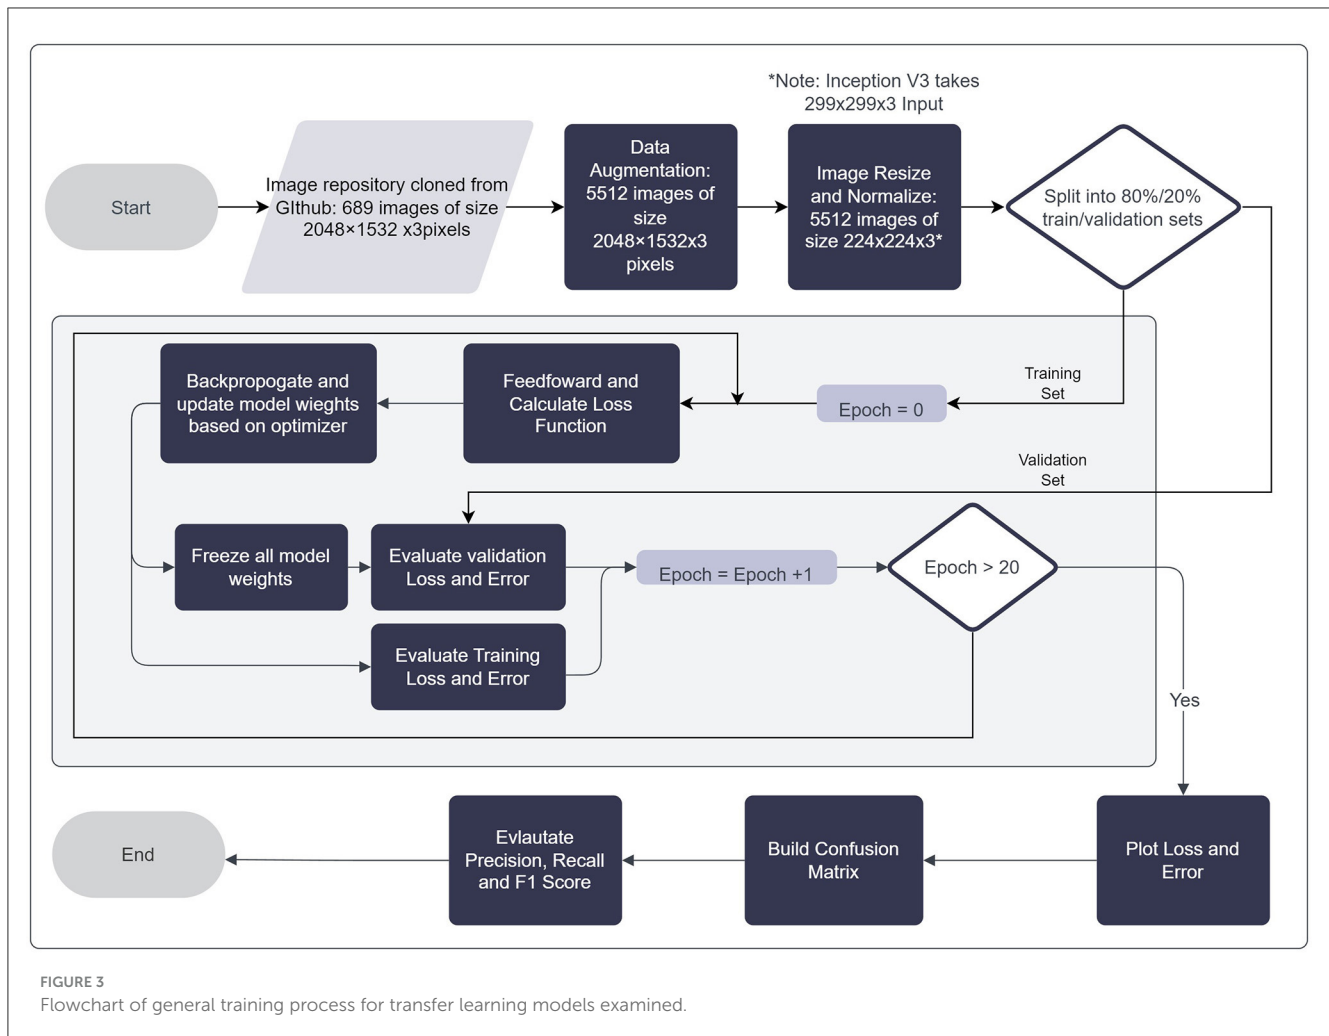 *Note: Inception V3 takes
299x299x3 Input
Start
Image repository cloned from
GIthub: 689 images of size
2048×1532 x3pixels
Data
Augmentation:
5512 images of
size
2048×1532x3
pixels
Image Resize
and Normalize:
5512 images of
size 224x224x3*
Split into 80%/20%
train/validation sets
Training
Set
Epoch = 0
Feedfoward and
Calculate Loss
Function
Backpropogate and
update model wieghts
based on optimizer
Validation
Set
Freeze all model
weights
Evaluate validation
Loss and Error
Evaluate Training
Loss and Error
Epoch = Epoch +1
Epoch > 20
Yes
Plot Loss and
Error
Build Confusion
Matrix
Evlautate
Precision, Recall
and F1 Score
End
FIGURE 3
Flowchart of general training process for transfer learning models examined.